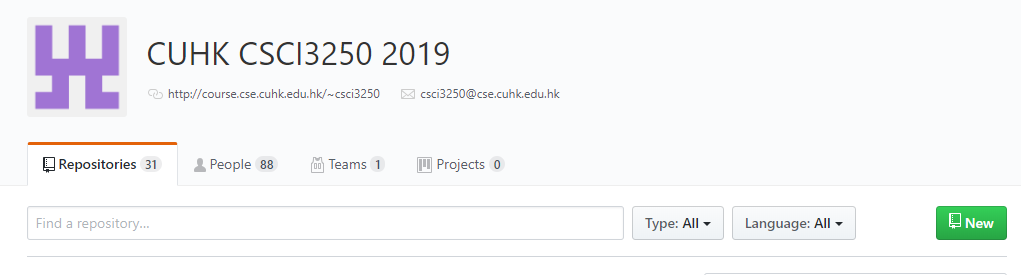 CUHK CSCI3250 2019
http://course.cse.cuhk.edu.hk/~csci3250 csci3250@cse.cuhk.edu.hk
Repositories 31 People 88 Teams 1 Projects 0
Find a repository... Type: All Language: All New